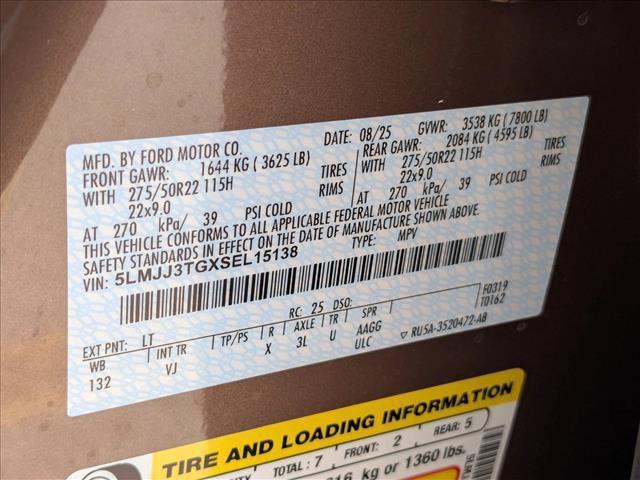 MFD. BY FORD MOTOR CO. DATE: 08/25 GVWR: 3538 KG ( 7800 LB)
FRONT GAWR: 1644 KG ( 3625 LB) REAR GAWR: 2084 KG ( 4595 LB)
WITH 275/50R22 115H TIRES WITH 275/50R22 115H TIRES
22x9.0 RIMS 22x9.0 RIMS
AT 270 kPa/ 39 PSI COLD AT 270 kPa/ 39 PSI COLD
THIS VEHICLE CONFORMS TO ALL APPLICABLE FEDERAL MOTOR VEHICLE
SAFETY STANDARDS IN EFFECT ON THE DATE OF MANUFACTURE SHOWN ABOVE.
VIN: 5LMJJ3TGXSEL15138 TYPE: MPV
F0319
T0162
EXT PNT: LT RC: 25 DSO:
WB INT TR TP/PS R AXLE TR SPR
132 VJ X 3L U AAGG
ULC ▽ RU5A-3520472-AB
TIRE AND LOADING INFORMATION
TOTAL: 7 FRONT: 2 REAR: 5
kg or 1360 lbs.